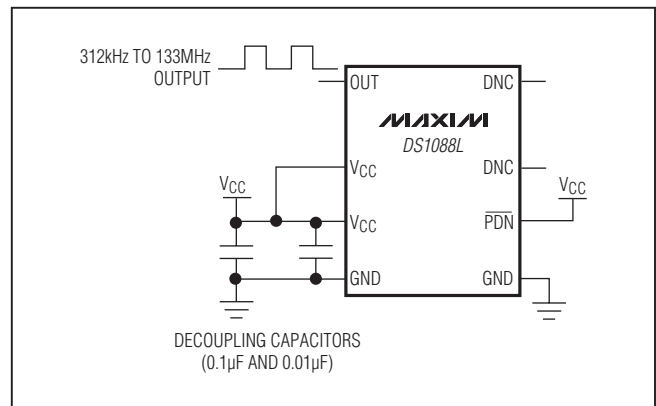 312kHz TO 133MHz
OUTPUT
OUT
DNC
MAXIM
DS1088L
VCC
DNC
VCC
VCC
VCC
PDN
GND
GND
DECOUPLING CAPACITORS
(0.1µF AND 0.01µF)